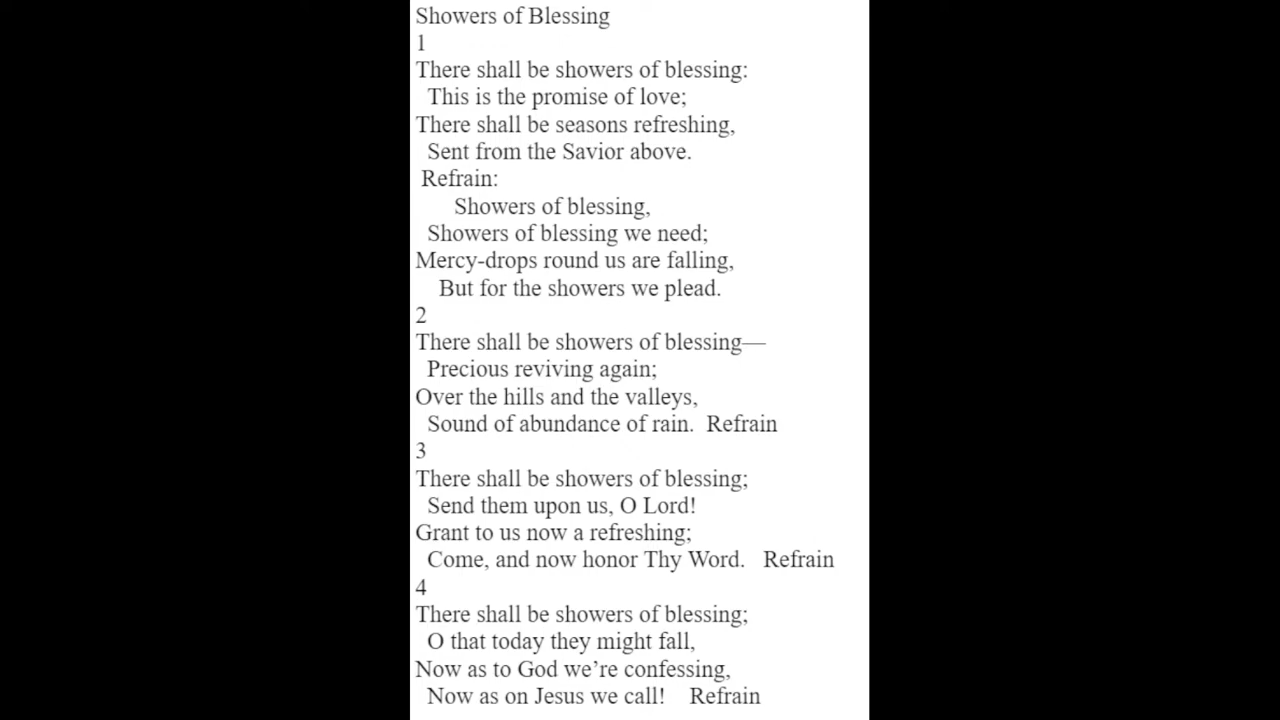 Showers of Blessing
1
There shall be showers of blessing:
This is the promise of love;
There shall be seasons refreshing,
Sent from the Savior above.
Refrain:
Showers of blessing,
Showers of blessing we need;
Mercy-drops round us are falling,
But for the showers we plead.
2
There shall be showers of blessing—
Precious reviving again;
Over the hills and the valleys,
Sound of abundance of rain. Refrain
3
There shall be showers of blessing;
Send them upon us, O Lord!
Grant to us now a refreshing;
Come, and now honor Thy Word. Refrain
4
There shall be showers of blessing;
O that today they might fall,
Now as to God we’re confessing,
Now as on Jesus we call! Refrain